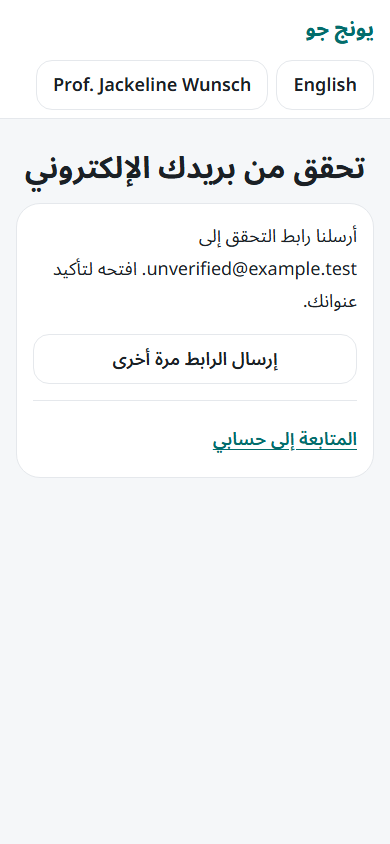 يونج جو
English
Prof. Jackeline Wunsch
تحقق من بريدك الإلكتروني
أرسلنا رابط التحقق إلى
unverified@example.test. افتحه لتأكيد
عنوانك.
إرسال الرابط مرة أخرى
المتابعة إلى حسابي